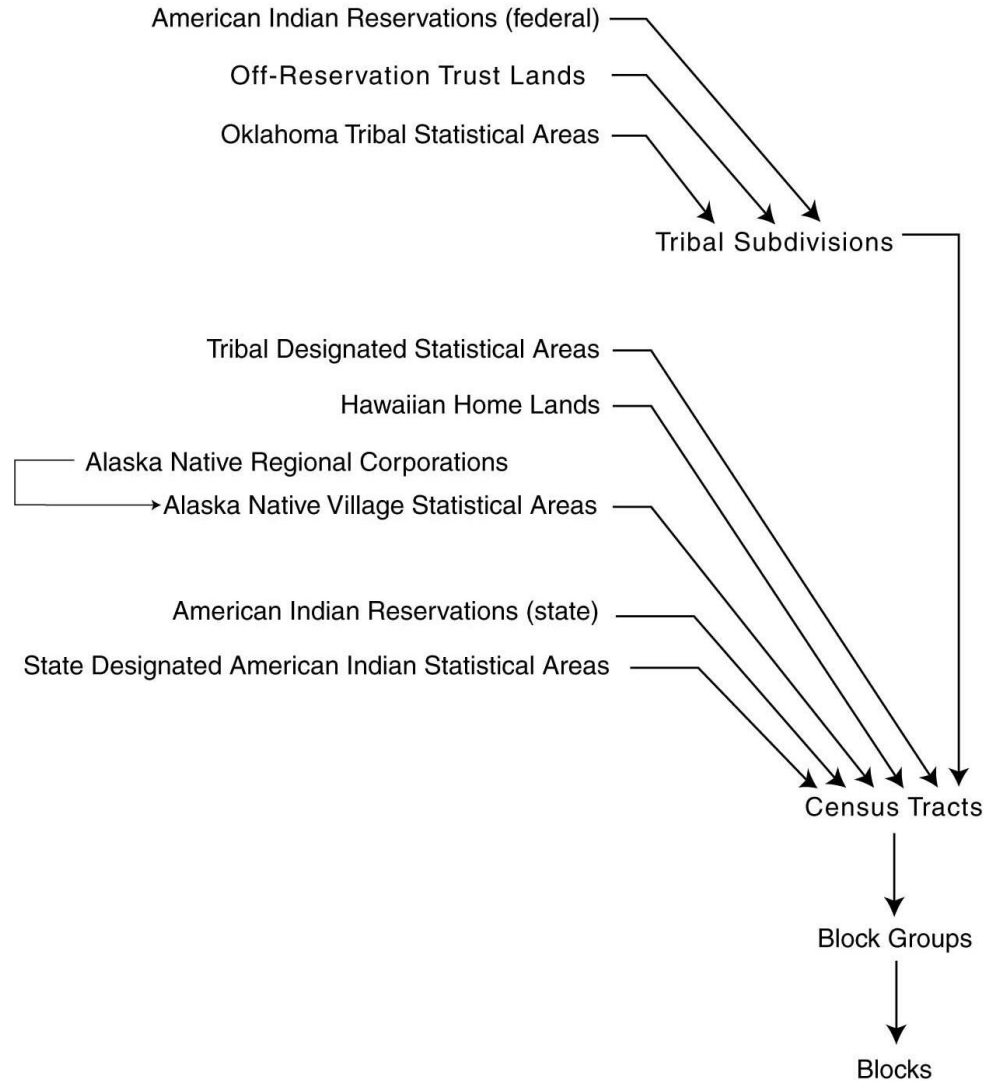 American Indian Reservations (federal)
Off-Reservation Trust Lands
Oklahoma Tribal Statistical Areas
Tribal Subdivisions
Tribal Designated Statistical Areas
Hawaiian Home Lands
Alaska Native Regional Corporations
Alaska Native Village Statistical Areas
American Indian Reservations (state)
State Designated American Indian Statistical Areas
Census Tracts
Block Groups
Blocks